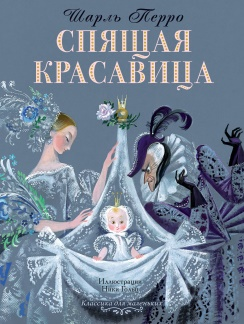 Шарль Перро
СПЯЩАЯ
КРАСАВИЦА
Иллюстрации
Ники Гольц
Классика для маленьких